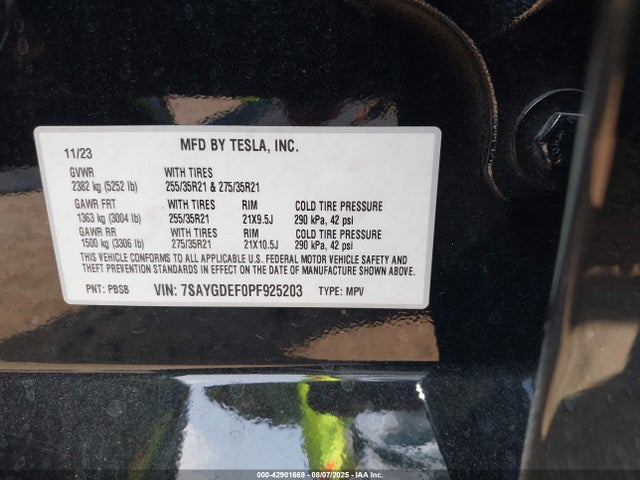 11/23 MFD BY TESLA, INC.
GVWR WITH TIRES
2382 kg (5252 lb) 255/35R21 & 275/35R21
GAWR FRT WITH TIRES RIM COLD TIRE PRESSURE
1363 kg (3004 lb) 255/35R21 21X9.5J 290 kPa, 42 psi
GAWR RR WITH TIRES RIM COLD TIRE PRESSURE
1500 kg (3306 lb) 275/35R21 21X10.5J 290 kPa, 42 psi
THIS VEHICLE CONFORMS TO ALL APPLICABLE U.S. FEDERAL MOTOR VEHICLE SAFETY AND
THEFT PREVENTION STANDARDS IN EFFECT ON THE DATE OF MANUFACTURE SHOWN ABOVE.
PNT: PBSB VIN: 7SAYGDEF0PF925203 TYPE: MPV
000-42901669 - 08/07/2025 - IAA Inc.